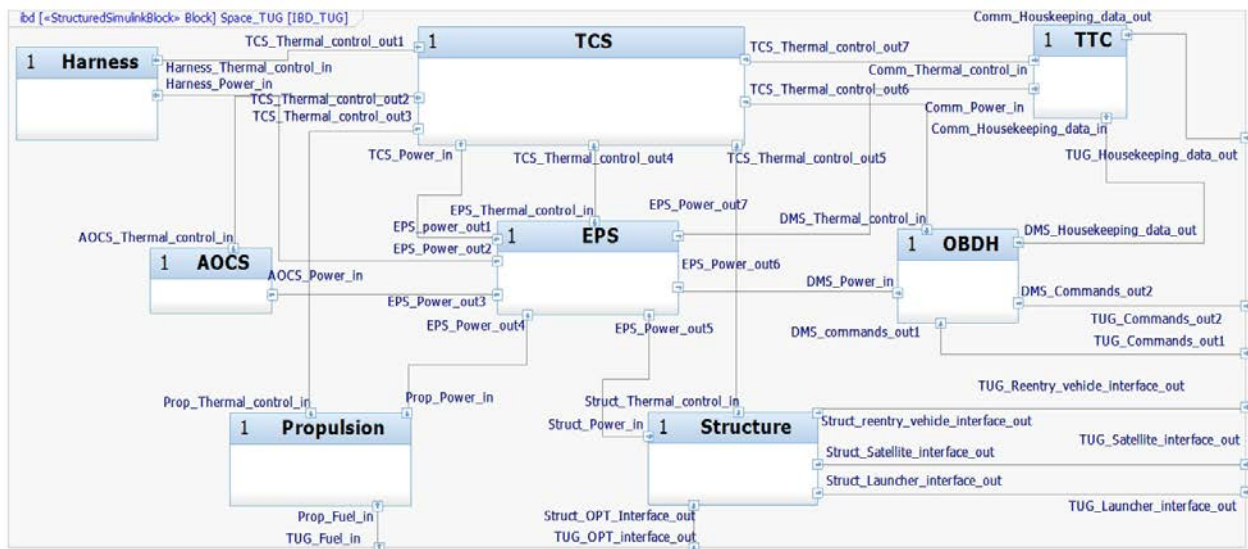 ibd [«StructuredSimulinkBlock» Block] Space_TUG [IBD_TUG]
Comm_Houskeeping_data_out
TCS_Thermal_control_out1
1 Harness
1 TCS
1 TTC
TCS_Thermal_control_out7
Harness_Thermal_control_in
Comm_Thermal_control_in
Harness_Power_in
TCS_Thermal_control_out6
TCS_Thermal_control_out2
Comm_Power_in
TCS_Thermal_control_out3
Comm_Housekeeping_data_in
TCS_Power_in
TCS_Thermal_control_out4
TCS_Thermal_control_out5
TUG_Housekeeping_data_out
EPS_Thermal_control_in
EPS_Power_out7
EPS_power_out1
DMS_Thermal_control_in
DMS_Housekeeping_data_out
AOCS_Thermal_control_in
1 EPS
1 OBDH
EPS_Power_out2
1 AOCS
AOCS_Power_in
EPS_Power_out6
DMS_Power_in
DMS_Commands_out2
EPS_Power_out3
TUG_Commands_out2
EPS_Power_out4
EPS_Power_out5
DMS_commands_out1
TUG_Commands_out1
TUG_Reentry_vehicle_interface_out
Prop_Thermal_control_in
Prop_Power_in
Struct_Thermal_control_in
Struct_Power_in
Struct_reentry_vehicle_interface_out
1 Propulsion
1 Structure
TUG_Satellite_interface_out
Struct_Satellite_interface_out
Struct_Launcher_interface_out
TUG_Launcher_interface_out
Prop_Fuel_in
Struct_OPT_Interface_out
TUG_Fuel_in
TUG_OPT_interface_out